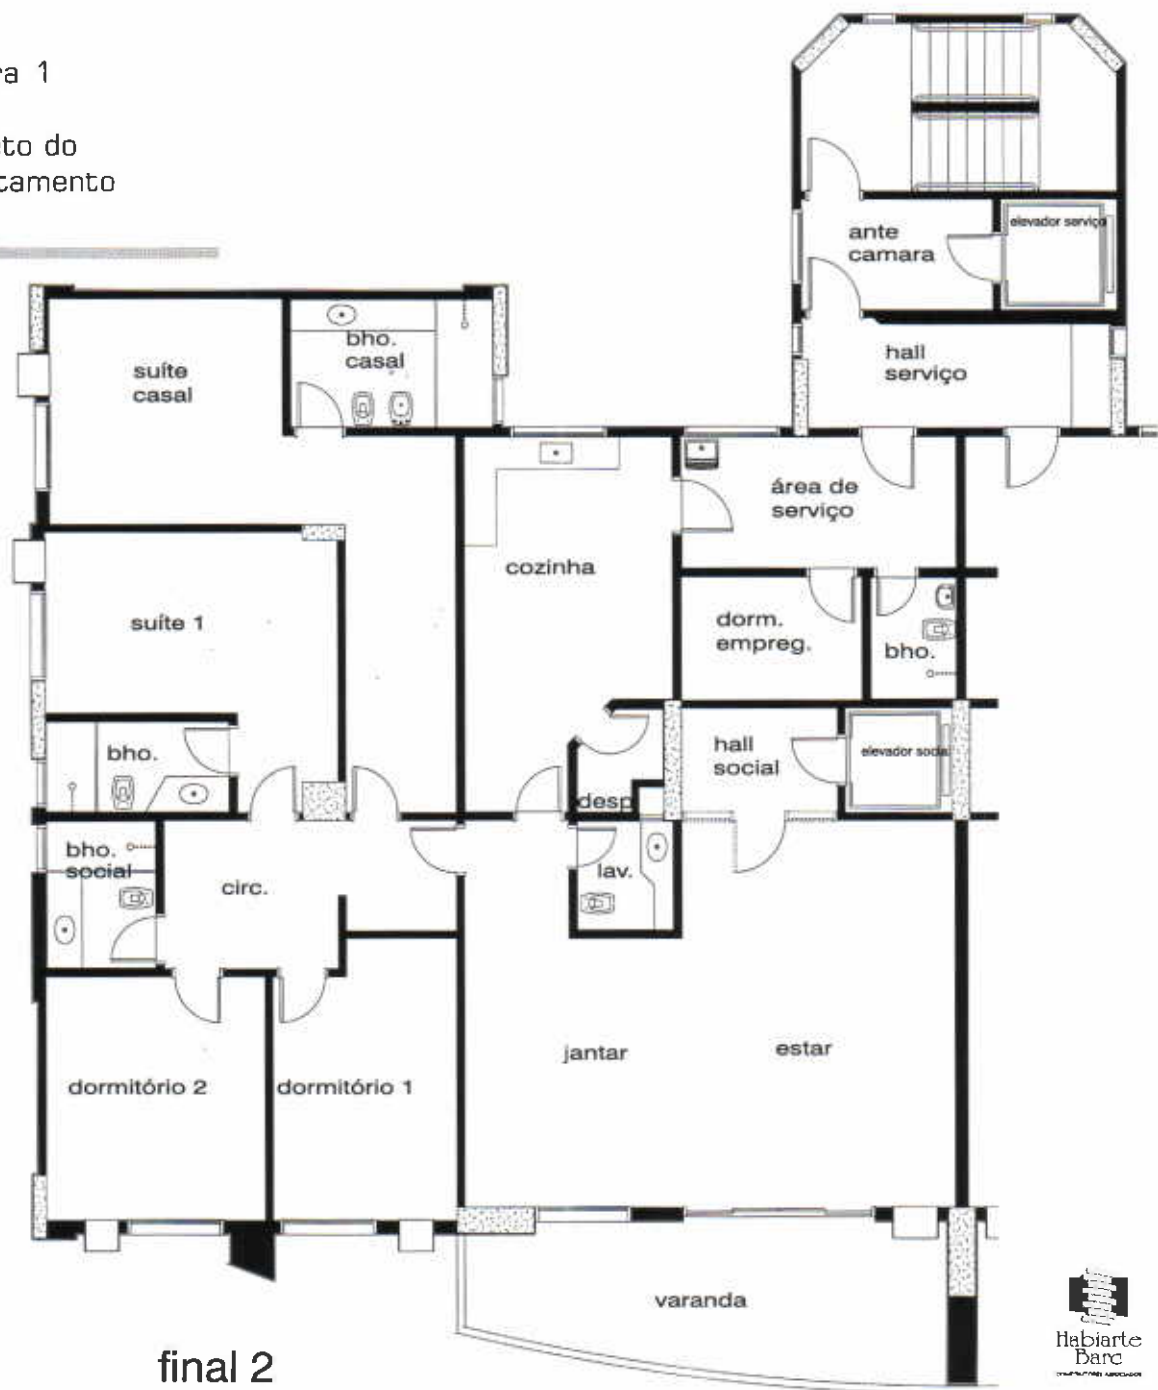 ra 1
to do
tamento
elevador serviço
ante
camara
hall
serviço
bho.
casal
suíte
casal
área de
serviço
cozinha
suíte 1
dorm.
empreg.
bho.
bho.
hall
social
elevador social
desp
bho.
social
lav.
circ.
jantar
estar
dormitório 2
dormitório 1
varanda
final 2
Habiarte
Barc